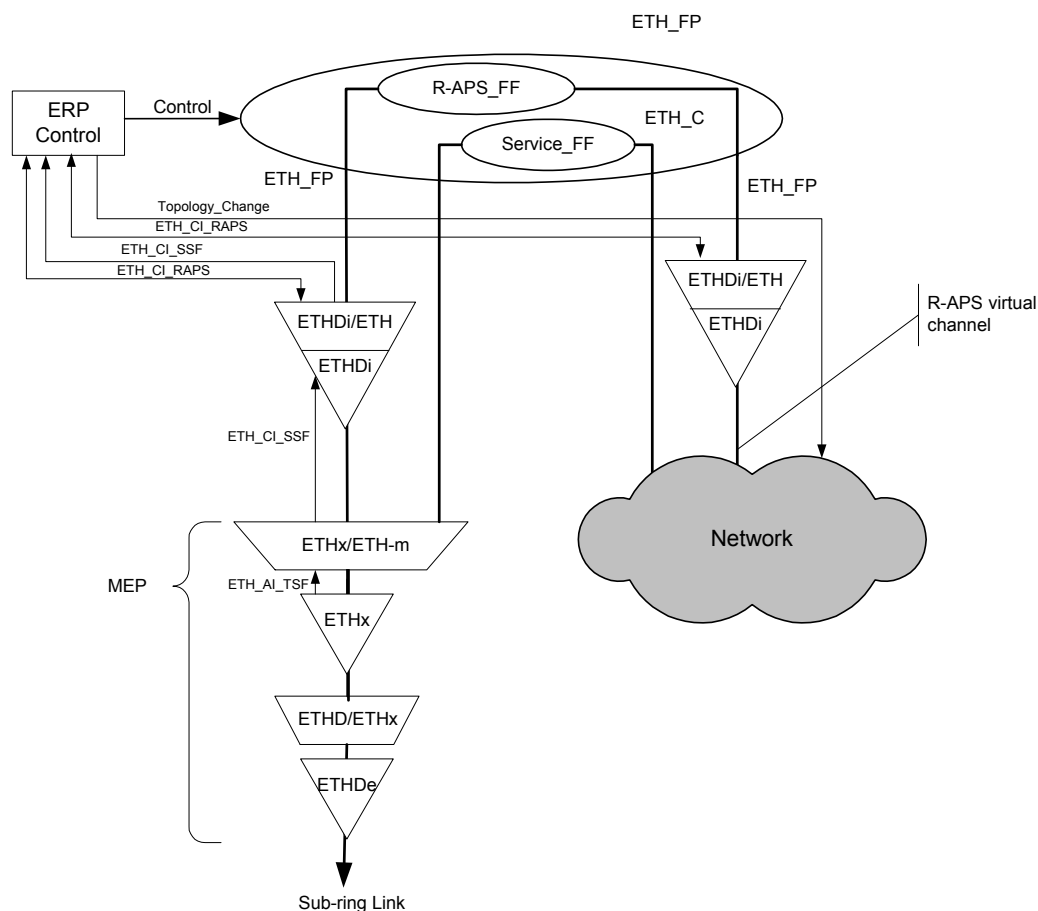 ETH_FP
ERP
Control
Control
R-APS_FF
ETH_C
Service_FF
ETH_FP
ETH_FP
Topology_Change
ETH_CI_RAPS
ETH_CI_SSF
ETH_CI_RAPS
ETHDi/ETH
ETHDi
ETHDi/ETH
ETHDi
R-APS virtual
channel
ETH_CI_SSF
Network
ETHx/ETH-m
MEP
ETH_AI_TSF
ETHx
ETHD/ETHx
ETHDe
Sub-ring Link